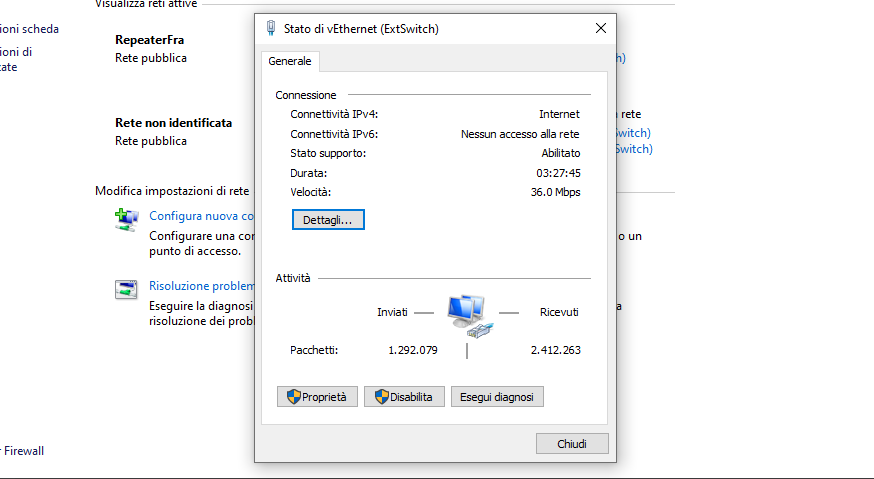 Visualizza reti attive
Stato di vEthernet (ExtSwitch)
ioni scheda
RepeaterFra
Rete pubblica
ioni di
Generale
Connessione
Connettività IPv4: Internet
rete
Rete non identificata
Connettività IPv6: Nessun accesso alla rete
Switch)
Rete pubblica
Stato supporto: Abilitato
Switch)
Durata: 03:27:45
Modifica impostazioni di rete
Velocità: 36.0 Mbps
Configura nuova co
Dettagli...
Configurare una con
o un
punto di accesso.
Attività
Risoluzione problem
Eseguire la diagnosi
Inviati
Ricevuti
risoluzione dei prob
Pacchetti: 1.292.079 2.412.263
Proprietà
Disabilita
Esegui diagnosi
Chiudi
Firewall